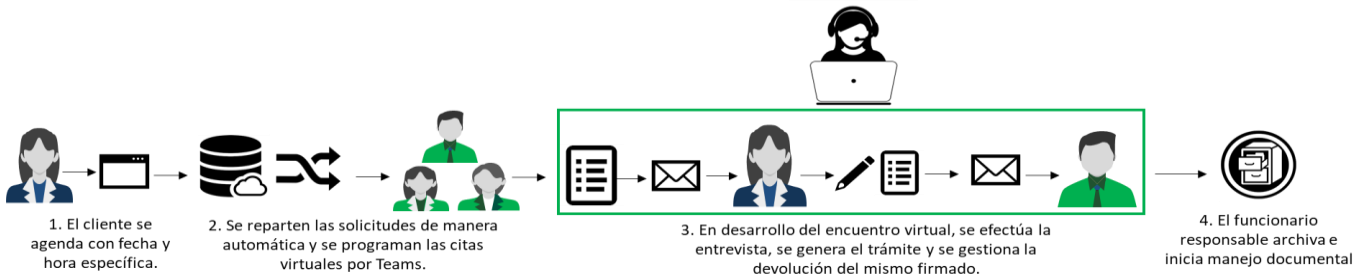 1. El cliente se
agenda con fecha y
hora específica.
2. Se reparten las solicitudes de manera
automática y se programan las citas
virtuales por Teams.
3. En desarrollo del encuentro virtual, se efectúa la
entrevista, se genera el trámite y se gestiona la
devolución del mismo firmado.
4. El funcionario
responsable archiva e
inicia manejo documental